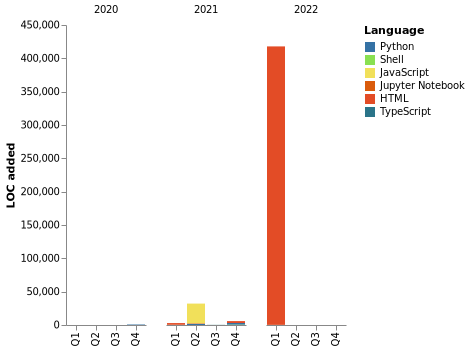 2020 2021 2022
Language
Python
Shell
JavaScript
Jupyter Notebook
HTML
TypeScript
LOC added
450,000
400,000
350,000
300,000
250,000
200,000
150,000
100,000
50,000
0
Q1 Q2 Q3 Q4 Q1 Q2 Q3 Q4 Q1 Q2 Q3 Q4